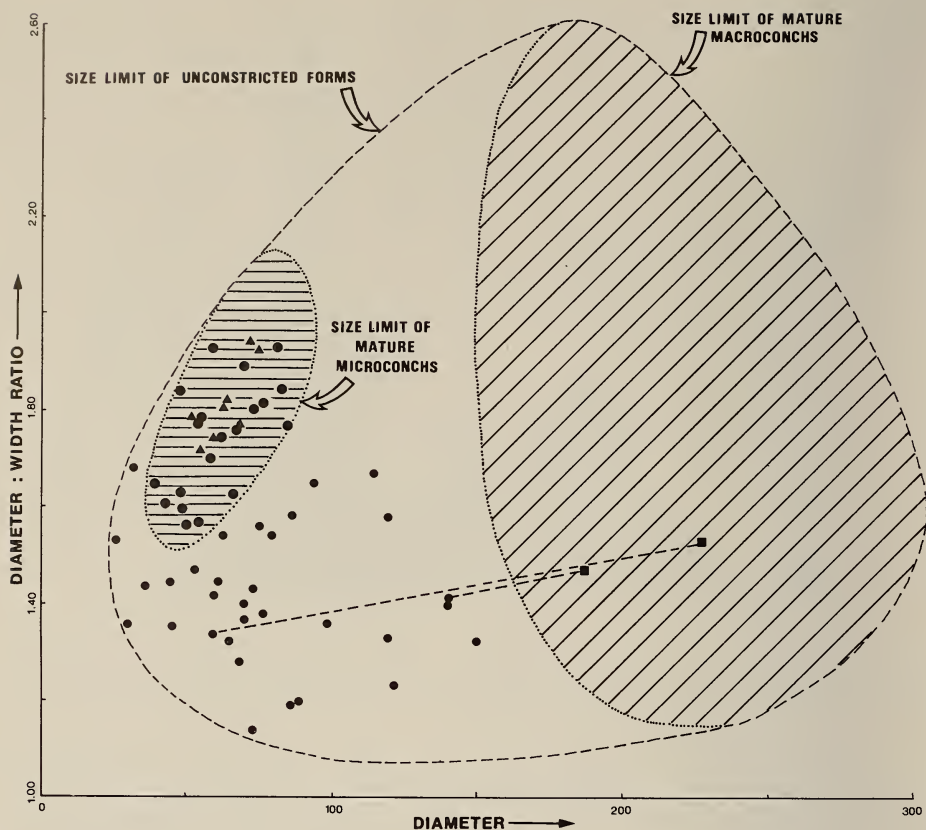 2.60
SIZE LIMIT OF MATURE
MACROCONCHS
SIZE LIMIT OF UNCONSTRICTED FORMS
2.20
SIZE LIMIT OF
MATURE
MICROCONCHS
1.80
DIAMETER : WIDTH RATIO
1.40
1.00
0
100
200
300
DIAMETER